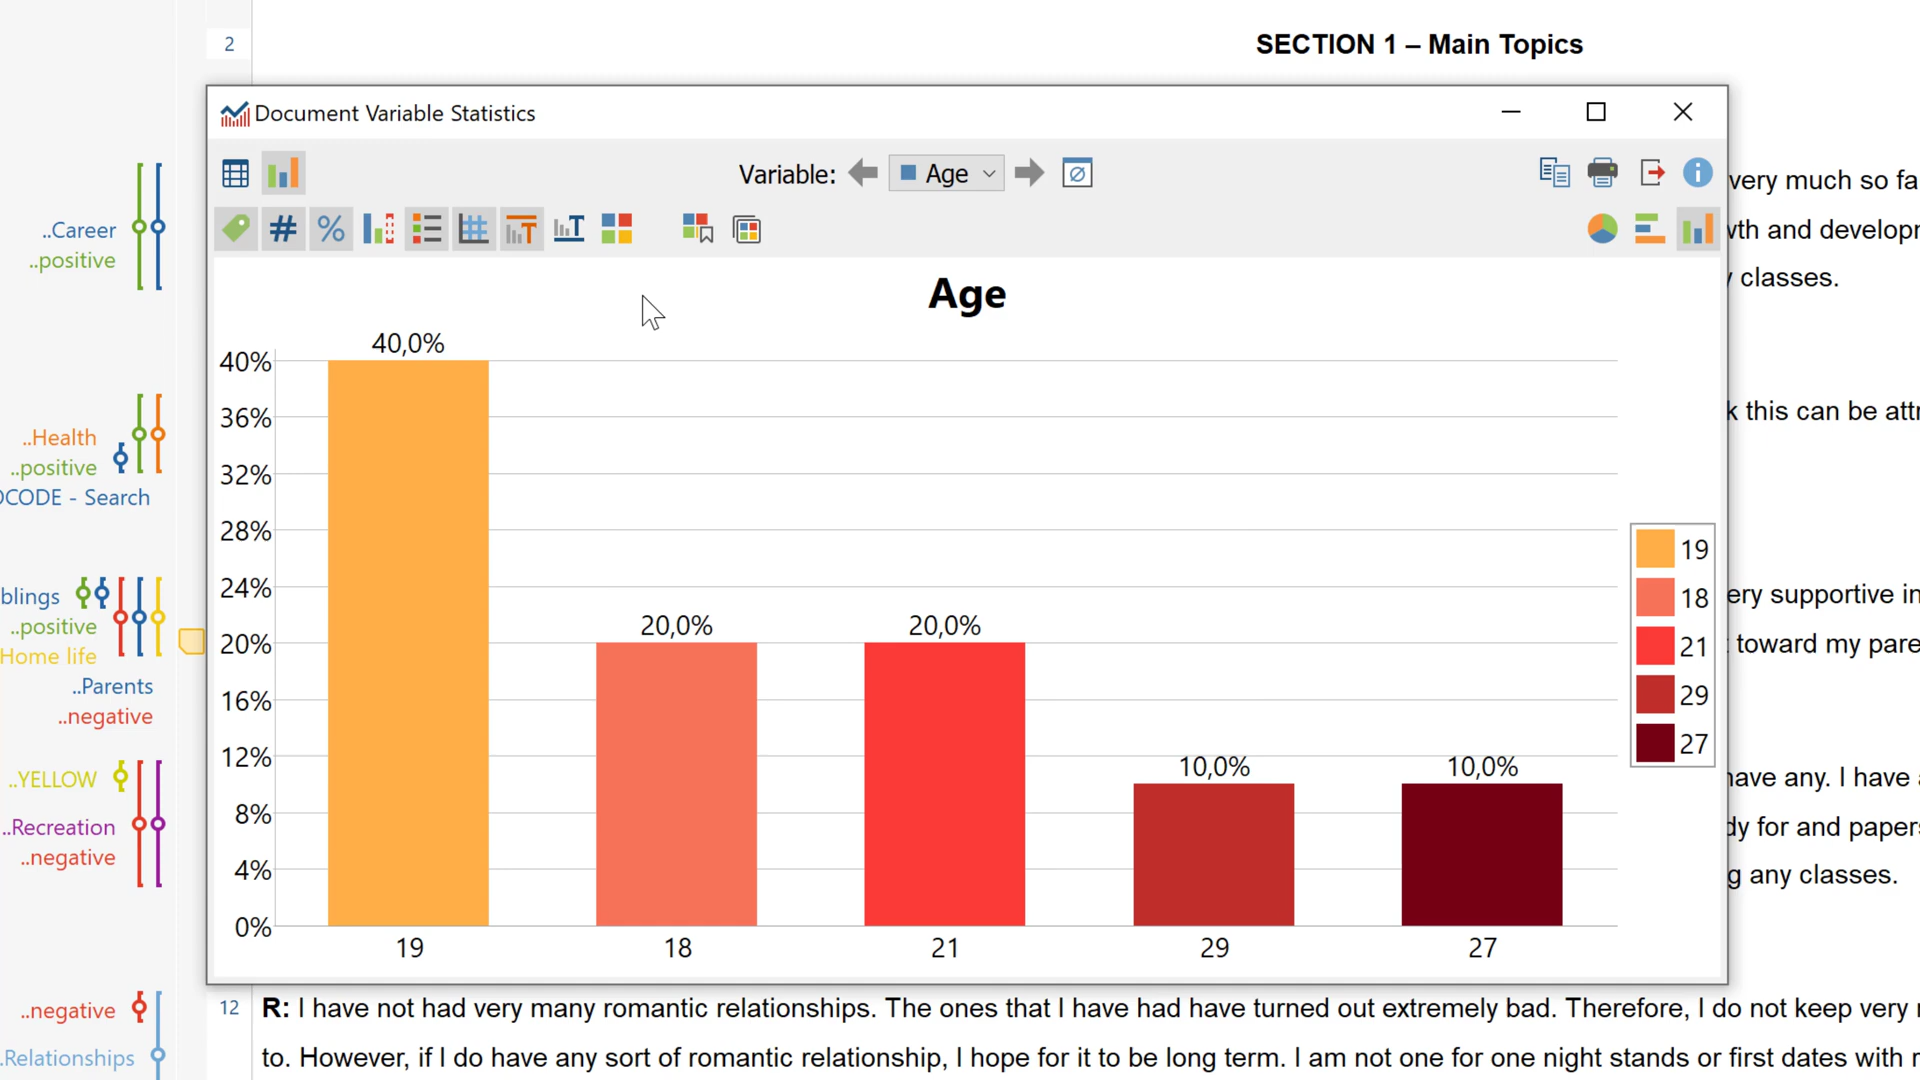 2
SECTION 1 – Main Topics
Document Variable Statistics
Variable:
Age
..Career
..positive
..Health
..positive
OCODE - Search
blings
..positive
Home life
..Parents
..negative
..YELLOW
..Recreation
..negative
..negative
.Relationships
Age
40%
36%
32%
28%
24%
20%
16%
12%
8%
4%
0%
40,0%
20,0%
20,0%
10,0%
10,0%
19
18
21
29
27
19
18
21
29
27
very much so fa
wth and developr
y classes.
k this can be attr
ery supportive in
toward my pare
have any. I have a
dy for and papers
g any classes.
12
R: I have not had very many romantic relationships. The ones that I have had have turned out extremely bad. Therefore, I do not keep very
to. However, if I do have any sort of romantic relationship, I hope for it to be long term. I am not one for one night stands or first dates with